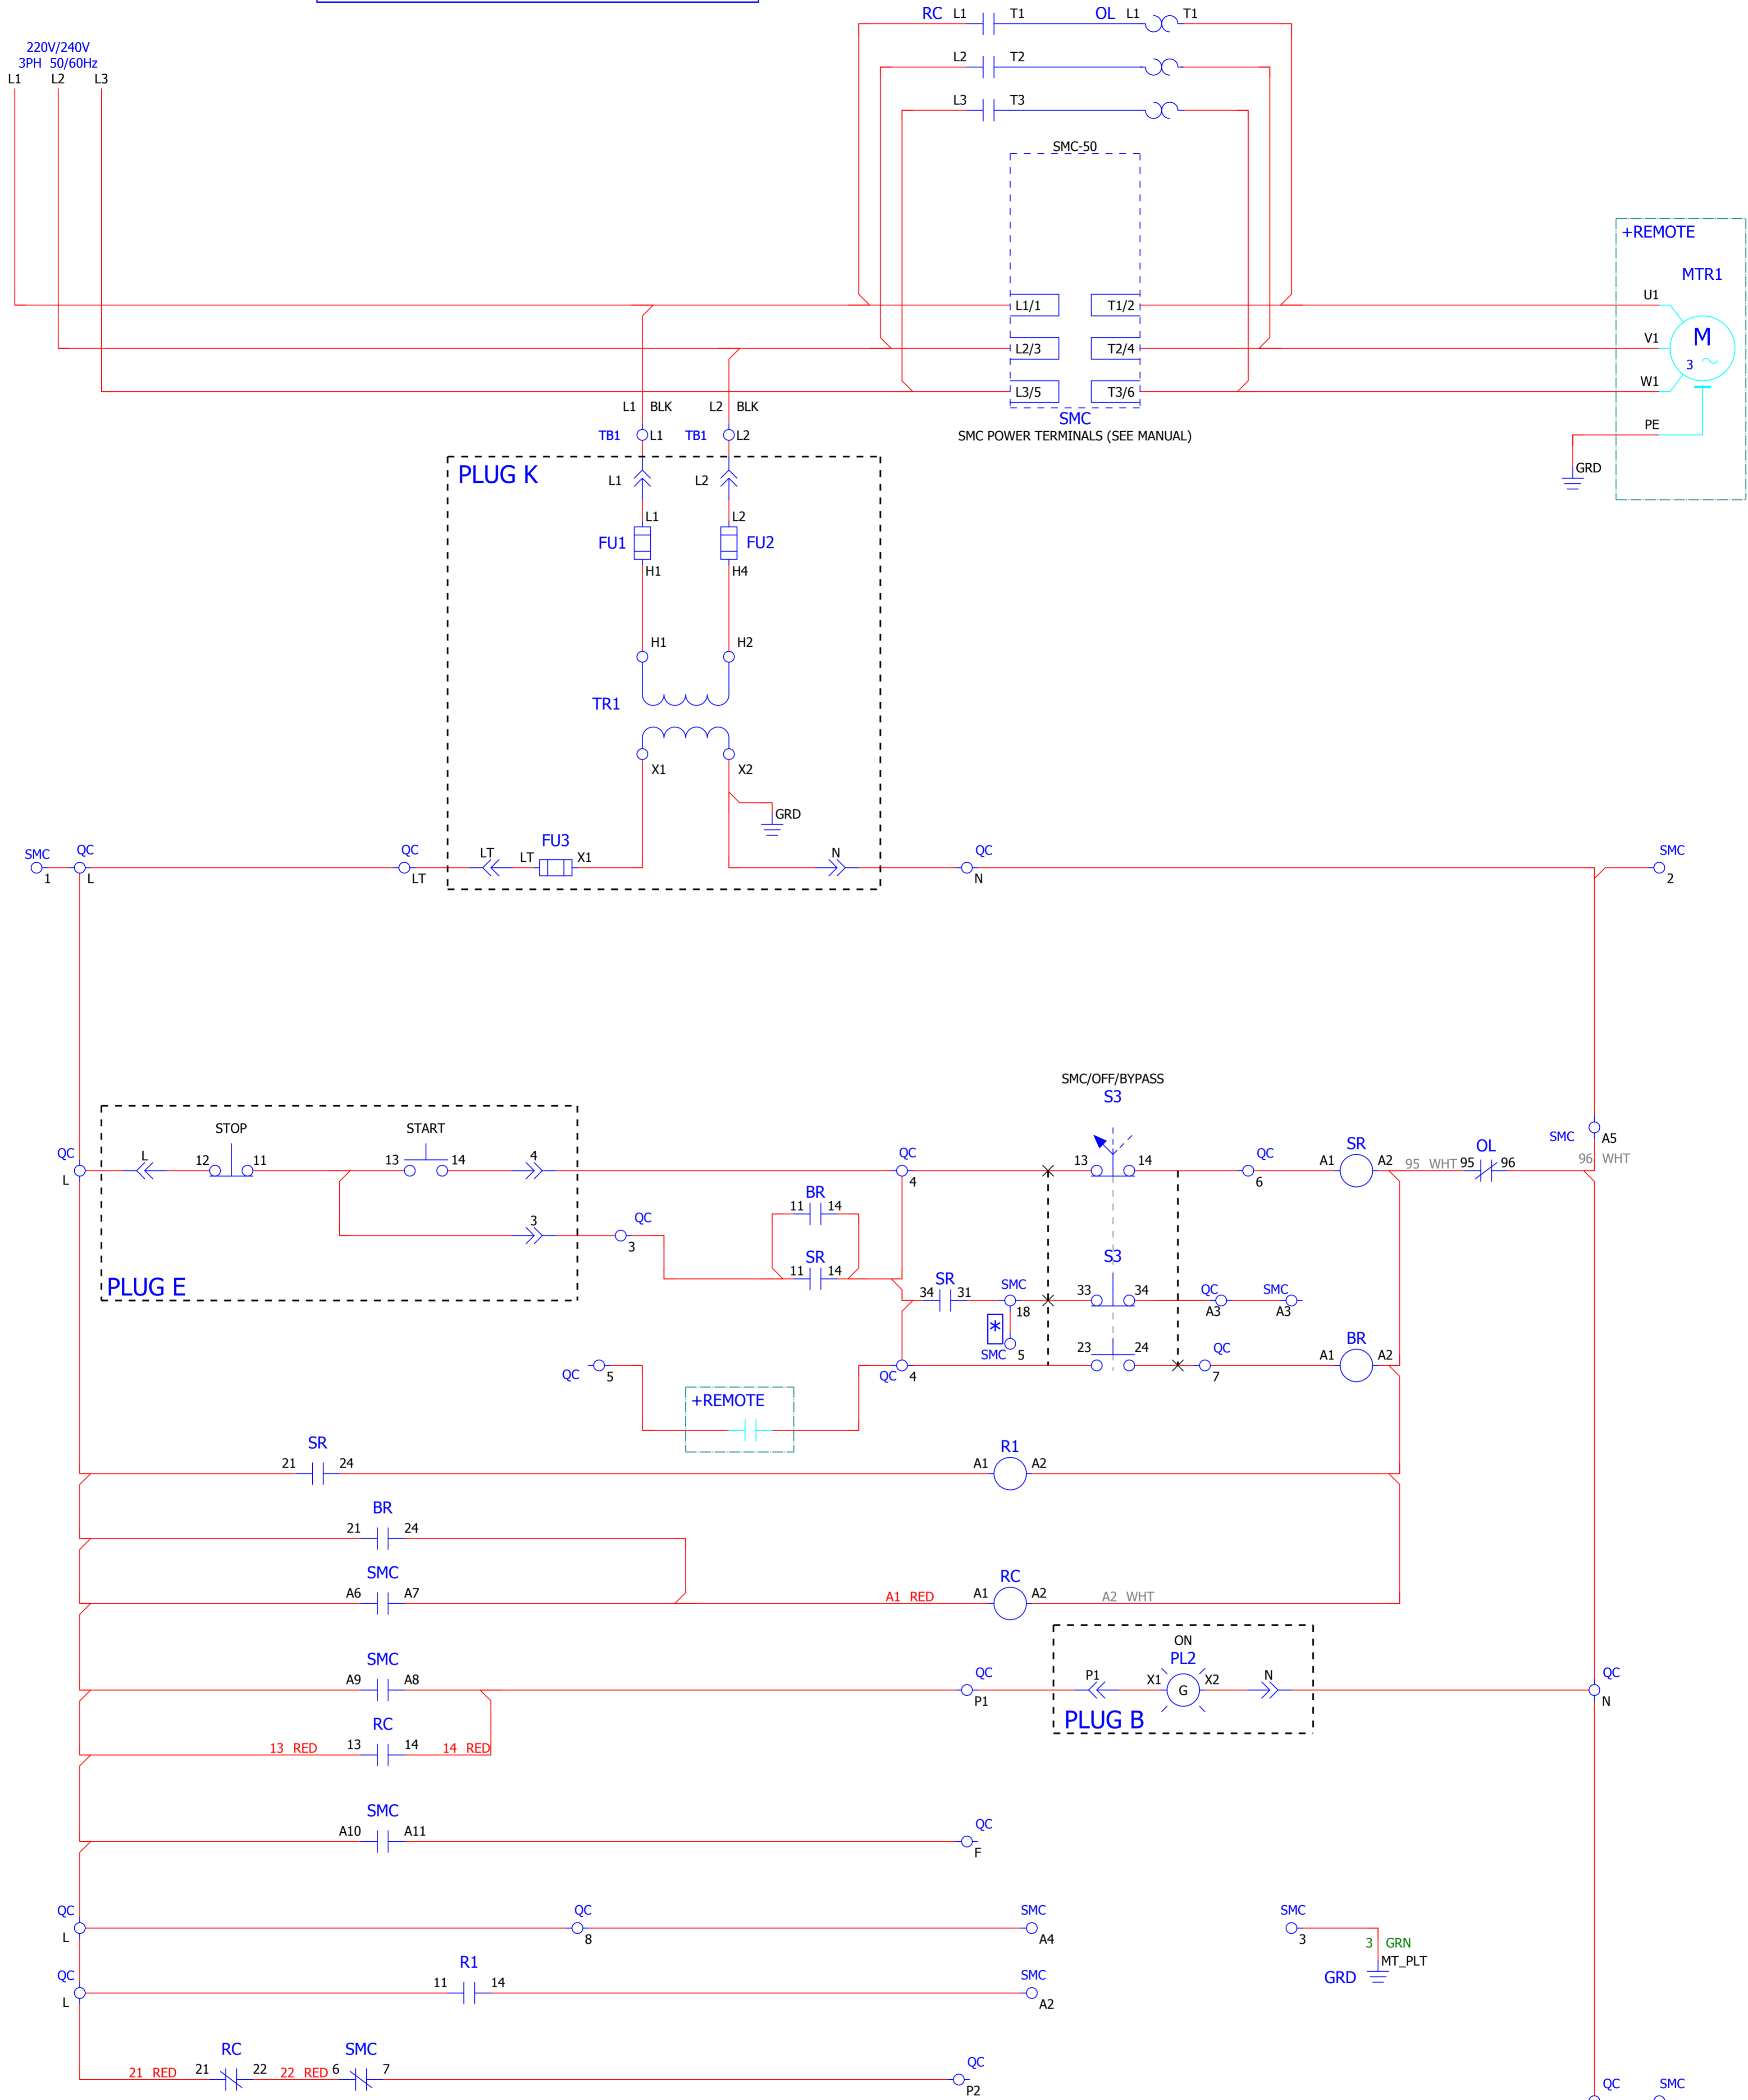 RC L1 T1 OL L1 T1
220V/240V
3PH 50/60Hz
L1 L2 L3
L2 T2
L3 T3
SMC-50
+REMOTE
MTR1
L1/1 T1/2 U1
L2/3 T2/4 V1 M
3
L3/5 T3/6 W1
L1 BLK L2 BLK
SMC
PE
TB1 L1 TB1 L2
SMC POWER TERMINALS (SEE MANUAL)
GRD
PLUG K
L1 L2
L1 L2
FU1 FU2
H1 H4
H1 H2
TR1
X1 X2
GRD
SMC QC QC LT LT FU3 X1 N QC SMC
1 L LT N 2
SMC/OFF/BYPASS
S3
STOP START
SMC A5
QC L 12 11 13 14 4 QC 13 14 QC A1 SR A2 95 WHT 95 OL 96 96 WHT
L 4 6
BR
11 14
3 QC
3
SR
11 14
S3
PLUG E
SR
34 31 SMC 33 34 QC SMC
18 A3 A3
*
SMC 5
23 24 QC A1 BR A2
QC 5 QC 4 7
+REMOTE
SR R1
21 24 A1 A2
BR
21 24
SMC RC
A6 A7 A1 RED A1 A2 A2 WHT
ON
SMC PL2
A9 A8 QC P1 X1 G X2 N QC
P1 N
PLUG B
RC
13 RED 13 14 14 RED
SMC
A10 A11 QC
F
QC QC SMC SMC
L 8 A4 3
3 GRN
MT_PLT
GRD
QC R1 SMC
L 11 14 A2
RC SMC
21 RED 21 22 22 RED 6 7 QC
P2
QC SMC